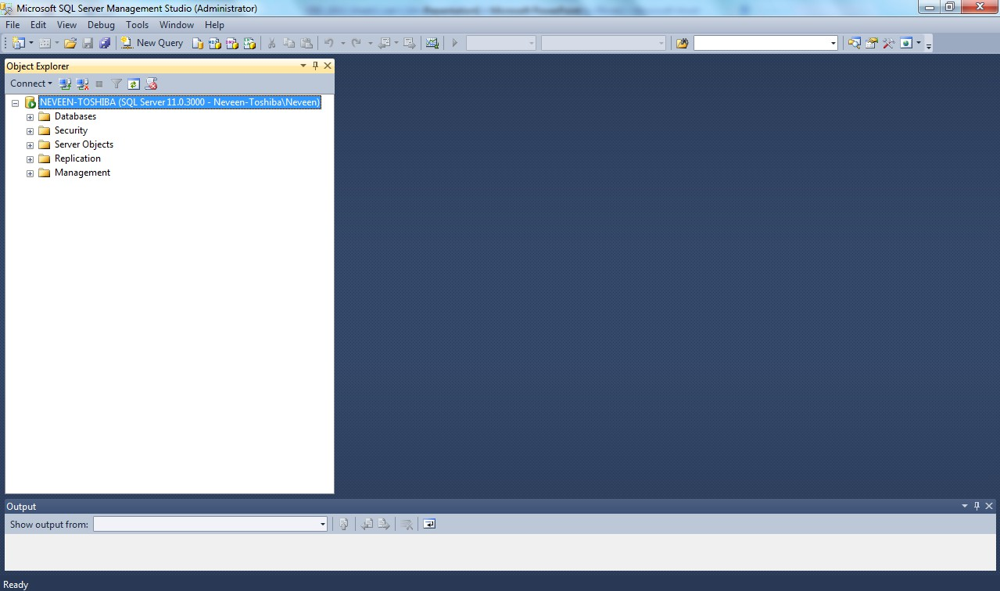 Microsoft SQL Server Management Studio (Administrator)
File Edit View Debug Tools Window Help
New Query
Object Explorer
Connect
NEVEEN-TOSHIBA (SQL Server 11.0.3000 - Neveen-Toshiba\Neveen)
Databases
Security
Server Objects
Replication
Management
Output
Show output from:
Ready